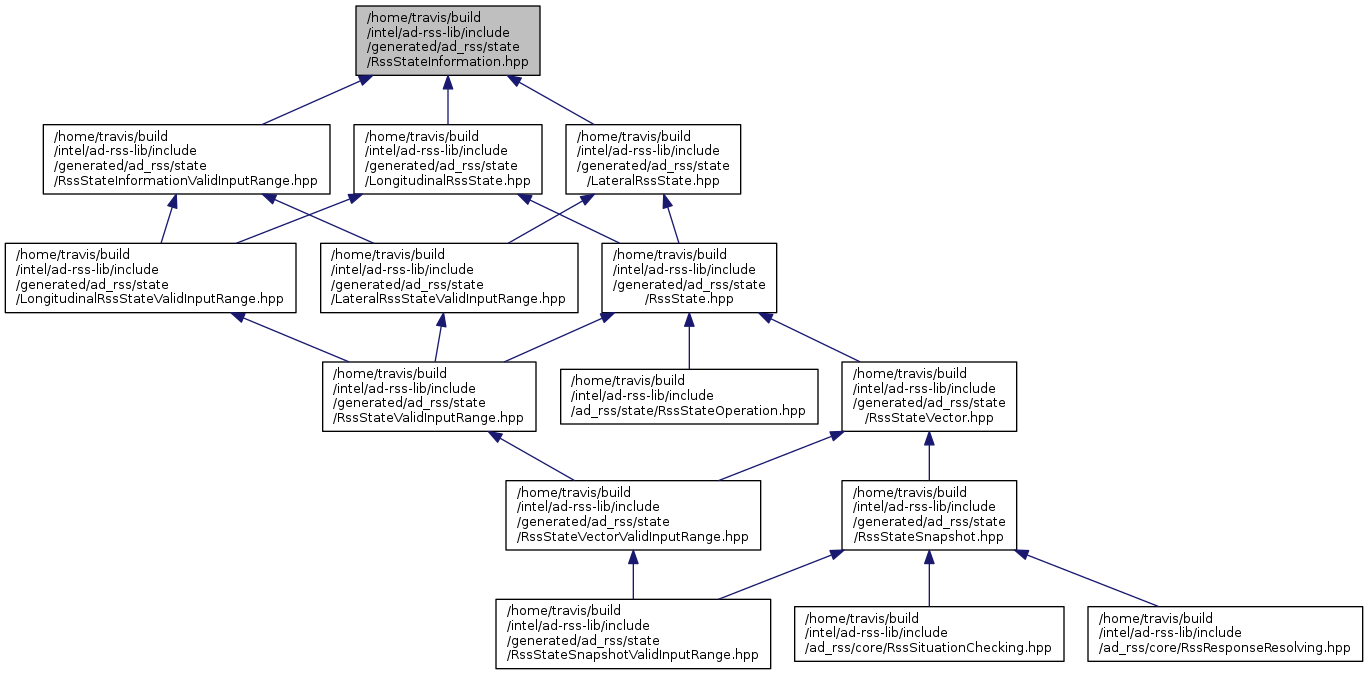 /home/travis/build
/intel/ad-rss-lib/include
/generated/ad_rss/state
/RssStateInformation.hpp
/home/travis/build
/intel/ad-rss-lib/include
/generated/ad_rss/state
/RssStateInformationValidInputRange.hpp
/home/travis/build
/intel/ad-rss-lib/include
/generated/ad_rss/state
/LongitudinalRssState.hpp
/home/travis/build
/intel/ad-rss-lib/include
/generated/ad_rss/state
/LateralRssState.hpp
/home/travis/build
/intel/ad-rss-lib/include
/generated/ad_rss/state
/LongitudinalRssStateValidInputRange.hpp
/home/travis/build
/intel/ad-rss-lib/include
/generated/ad_rss/state
/LateralRssStateValidInputRange.hpp
/home/travis/build
/intel/ad-rss-lib/include
/generated/ad_rss/state
/RssState.hpp
/home/travis/build
/intel/ad-rss-lib/include
/generated/ad_rss/state
/RssStateValidInputRange.hpp
/home/travis/build
/intel/ad-rss-lib/include
/ad_rss/state/RssStateOperation.hpp
/home/travis/build
/intel/ad-rss-lib/include
/generated/ad_rss/state
/RssStateVector.hpp
/home/travis/build
/intel/ad-rss-lib/include
/generated/ad_rss/state
/RssStateVectorValidInputRange.hpp
/home/travis/build
/intel/ad-rss-lib/include
/generated/ad_rss/state
/RssStateSnapshot.hpp
/home/travis/build
/intel/ad-rss-lib/include
/generated/ad_rss/state
/RssStateSnapshotValidInputRange.hpp
/home/travis/build
/intel/ad-rss-lib/include
/ad_rss/core/RssSituationChecking.hpp
/home/travis/build
/intel/ad-rss-lib/include
/ad_rss/core/RssResponseResolving.hpp